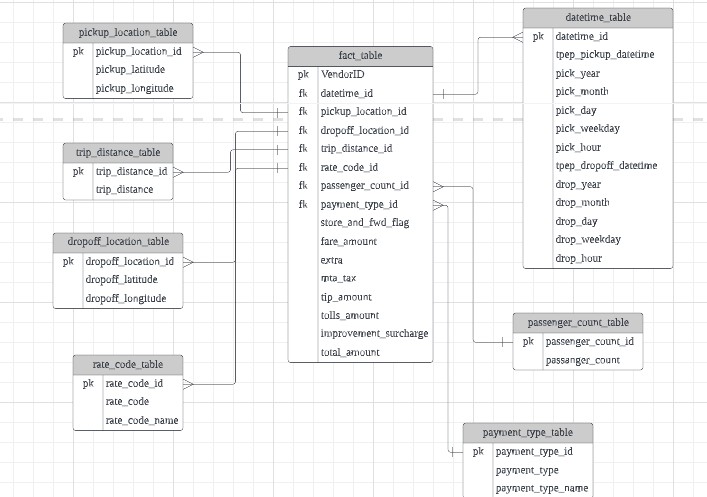 pickup_location_table
pk pickup_location_id
pickup_latitude
pickup_longitude
trip_distance_table
pk trip_distance_id
trip_distance
dropoff_location_table
pk dropoff_location_id
dropoff_latitude
dropoff_longitude
rate_code_table
pk rate_code_id
rate_code
rate_code_name
fact_table
pk VendorID
fk datetime_id
fk pickup_location_id
fk dropoff_location_id
fk trip_distance_id
fk rate_code_id
fk passenger_count_id
fk payment_type_id
store_and_fwd_flag
fare_amount
extra
mta_tax
tip_amount
tolls_amount
improvement_surcharge
total_amount
datetime_table
pk datetime_id
tpep_pickup_datetime
pick_year
pick_month
pick_day
pick_weekday
pick_hour
tpep_dropoff_datetime
drop_year
drop_month
drop_day
drop_weekday
drop_hour
passenger_count_table
pk passenger_count_id
passanger_count
payment_type_table
pk payment_type_id
payment_type
payment_type_name